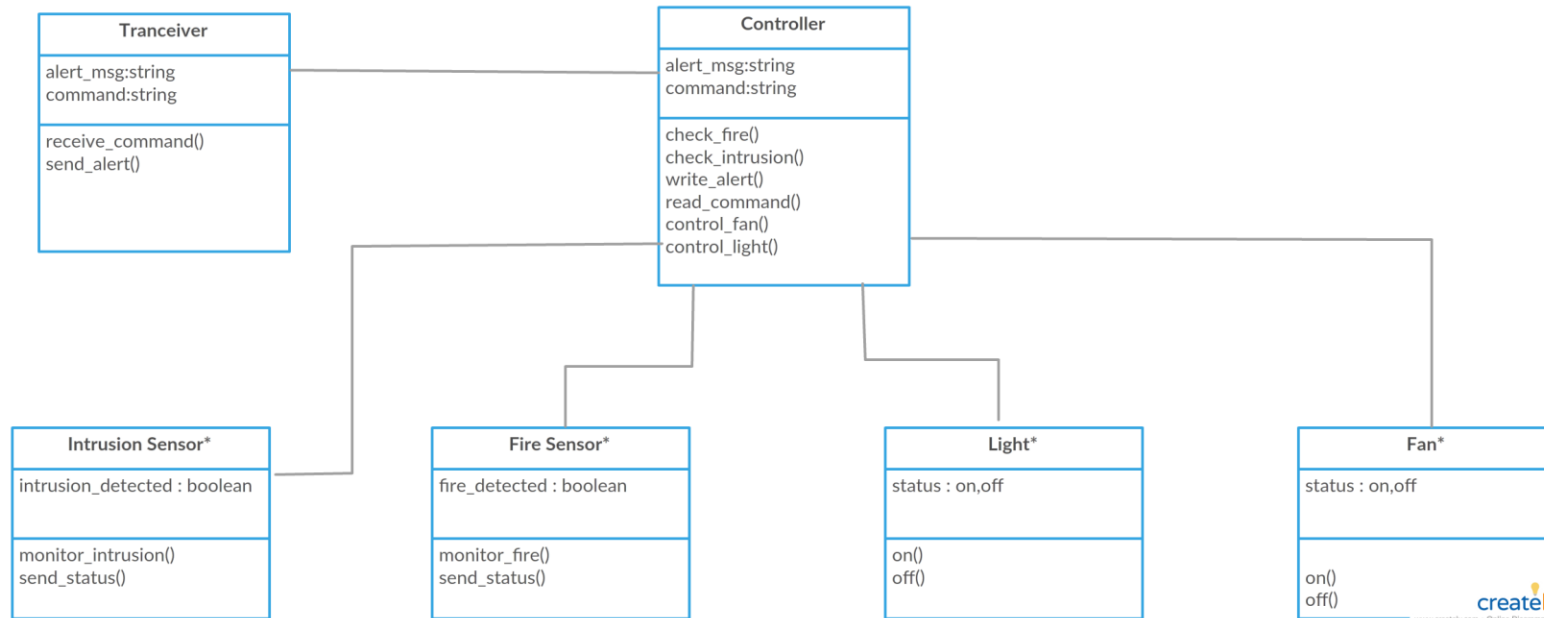 Tranceiver
alert_msg:string
command:string
receive_command()
send_alert()
Controller
alert_msg:string
command:string
check_fire()
check_intrusion()
write_alert()
read_command()
control_fan()
control_light()
Intrusion Sensor*
intrusion_detected : boolean
monitor_intrusion()
send_status()
Fire Sensor*
fire_detected : boolean
monitor_fire()
send_status()
Light*
status : on,off
on()
off()
Fan*
status : on,off
on()
off()